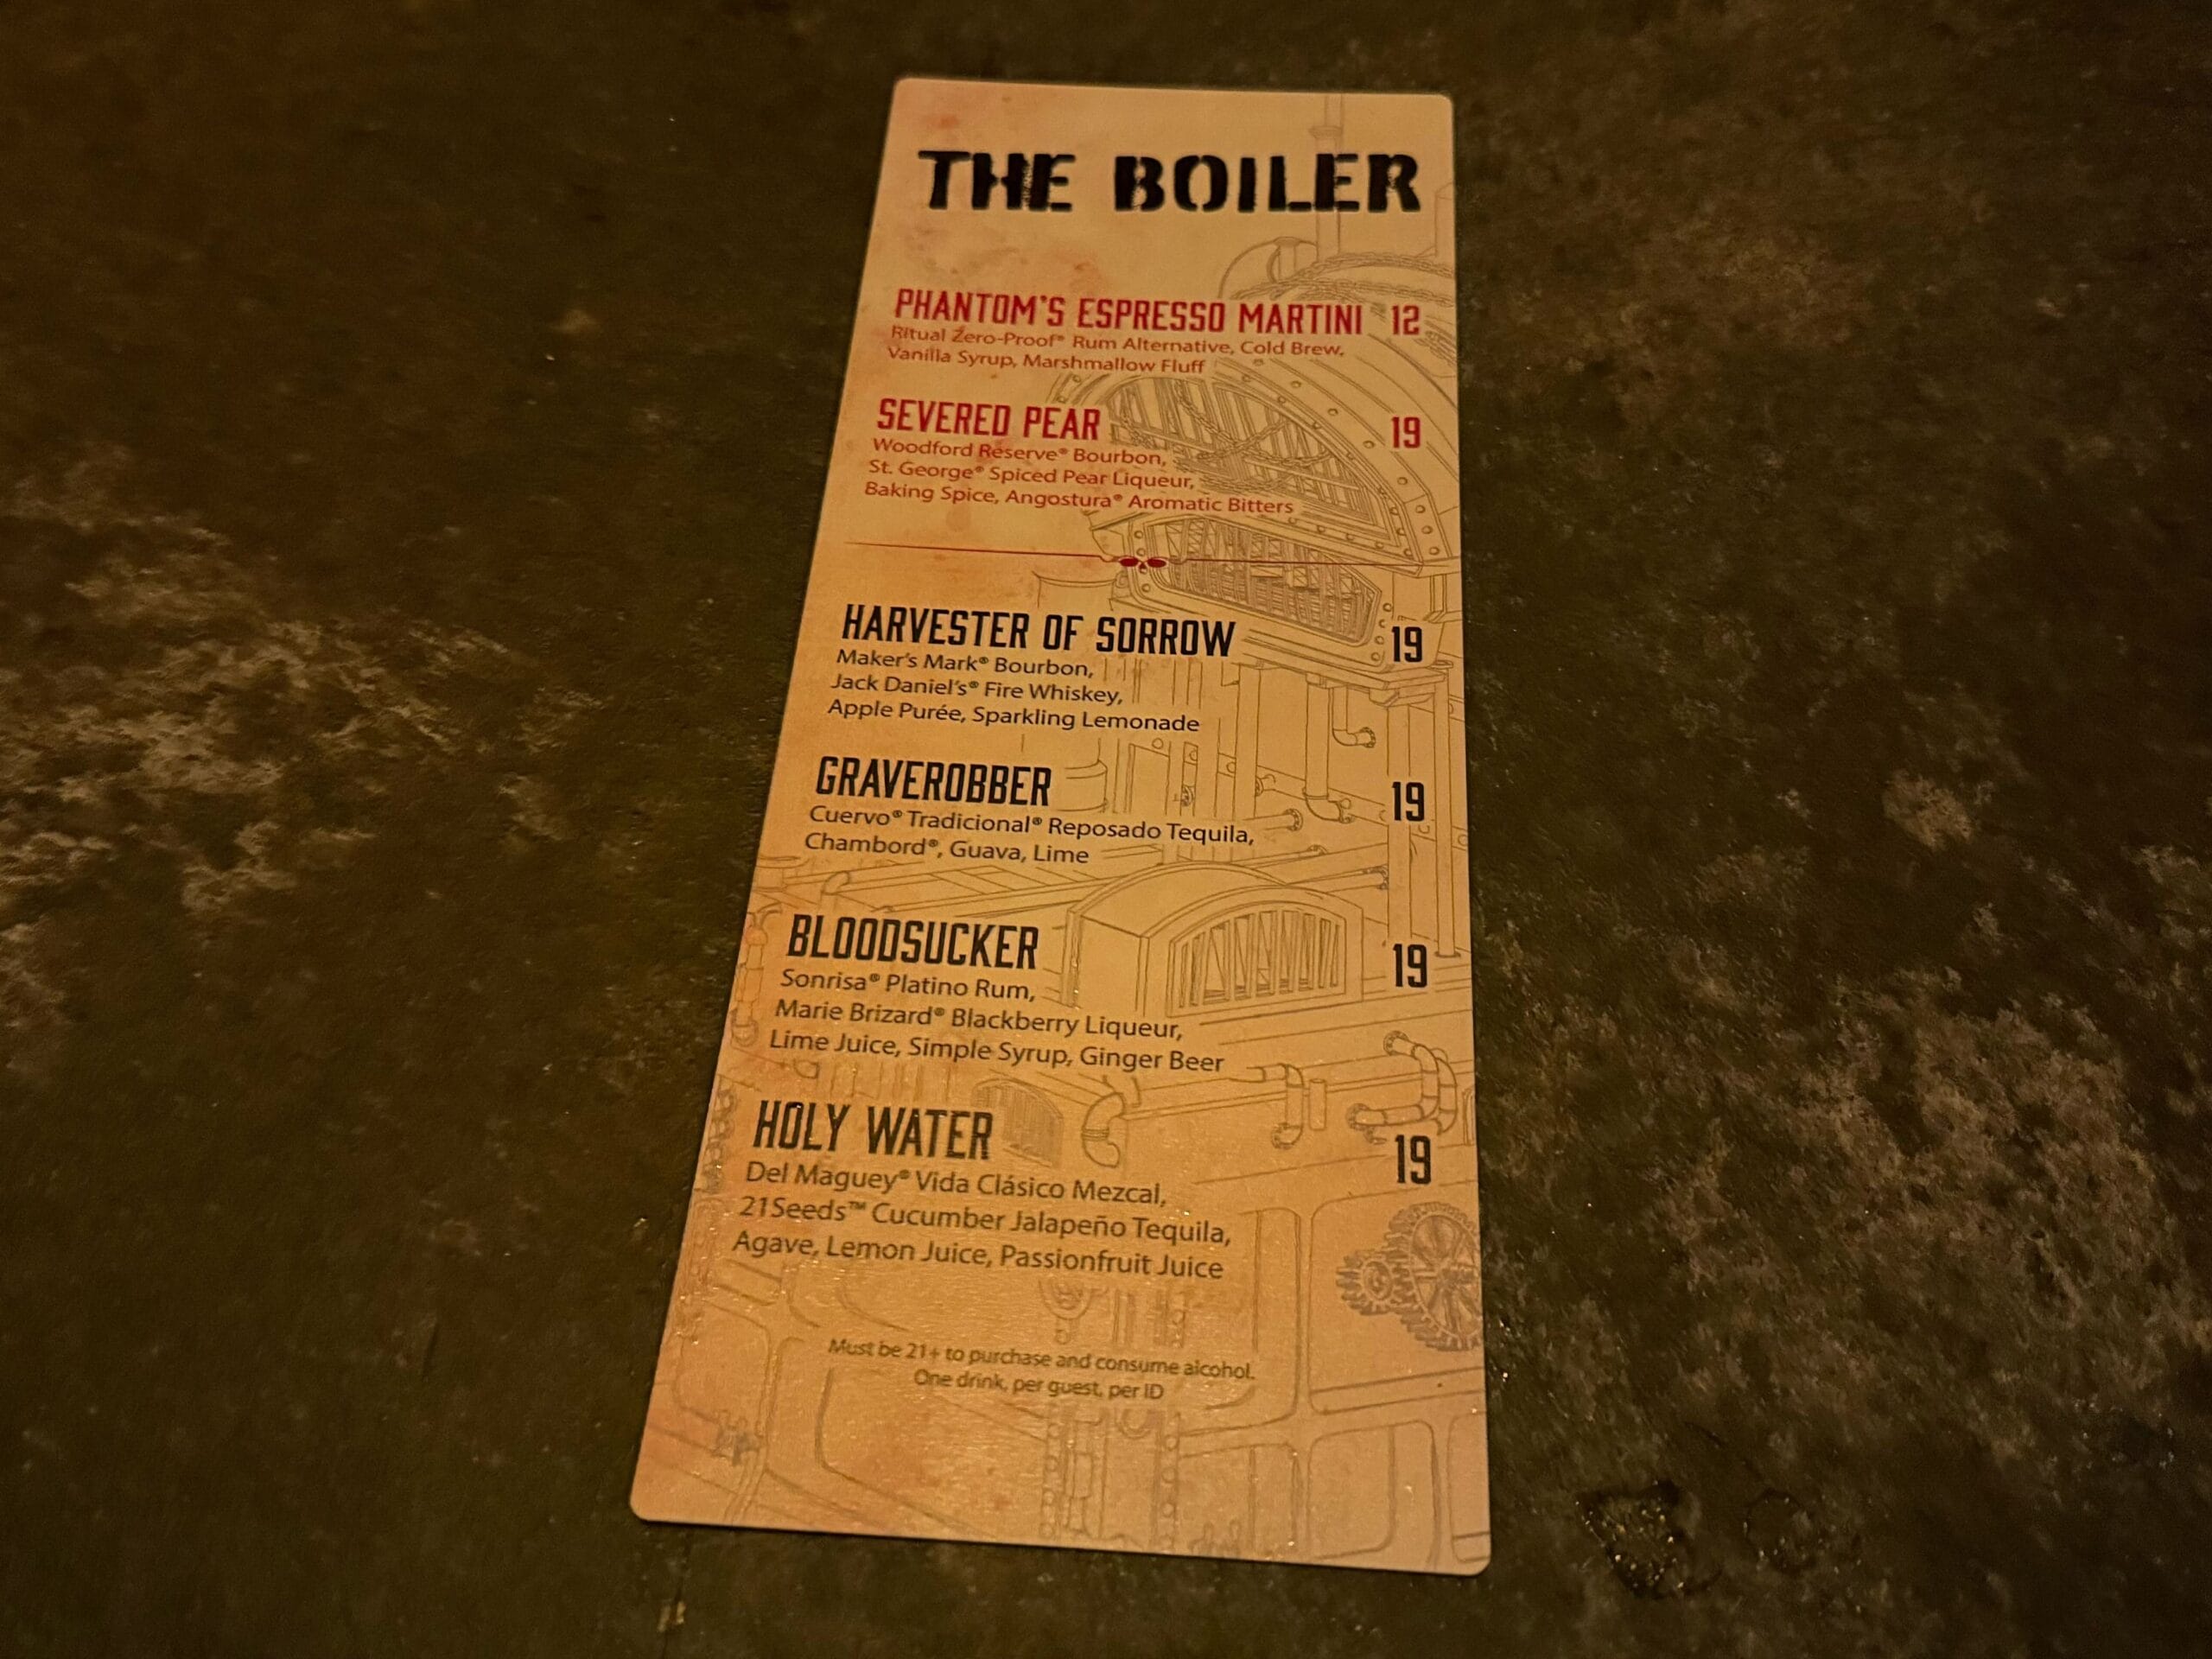 THE BOILER
PHANTOM'S ESPRESSO MARTINI 12
Ritual Zero-Proof® Rum Alternative, Cold Brew,
Vanilla Syrup, Marshmallow Fluff
SEVERED PEAR 19
Woodford Reserve® Bourbon,
St. George® Spiced Pear Liqueur,
Baking Spice, Angostura® Aromatic Bitters
HARVESTER OF SORROW 19
Maker's Mark® Bourbon,
Jack Daniel's® Fire Whiskey,
Apple Purée, Sparkling Lemonade
GRAVEROBBER 19
Cuervo® Tradicional® Reposado Tequila,
Chambord®, Guava, Lime
BLOODSUCKER 19
Sonrisa® Platino Rum,
Marie Brizard® Blackberry Liqueur,
Lime Juice, Simple Syrup, Ginger Beer
HOLY WATER 19
Del Maguey® Vida Clásico Mezcal,
21Seeds™ Cucumber Jalapeño Tequila,
Agave, Lemon Juice, Passionfruit Juice
Must be 21+ to purchase and consume alcohol.
One drink, per guest, per ID